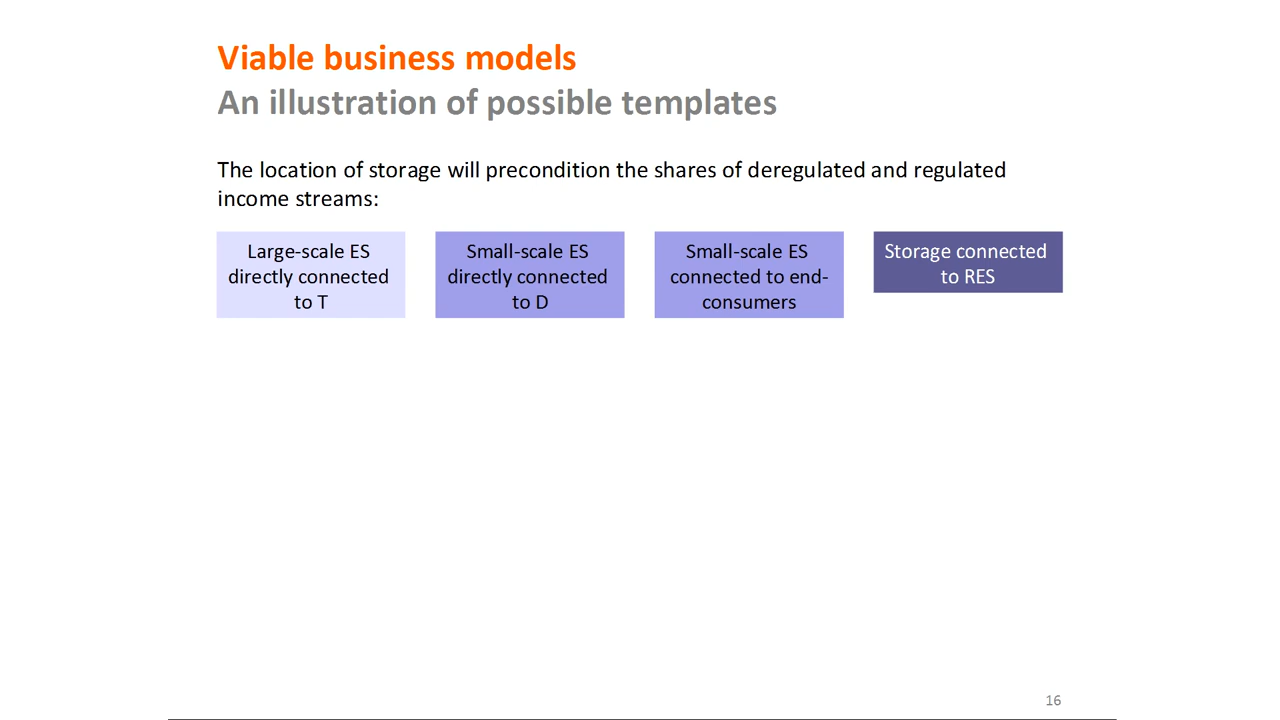 Viable business models
An illustration of possible templates
The location of storage will precondition the shares of deregulated and regulated
income streams:
Large-scale ES
directly connected
to T
Small-scale ES
directly connected
to D
Small-scale ES
connected to end-
consumers
Storage connected
to RES
16